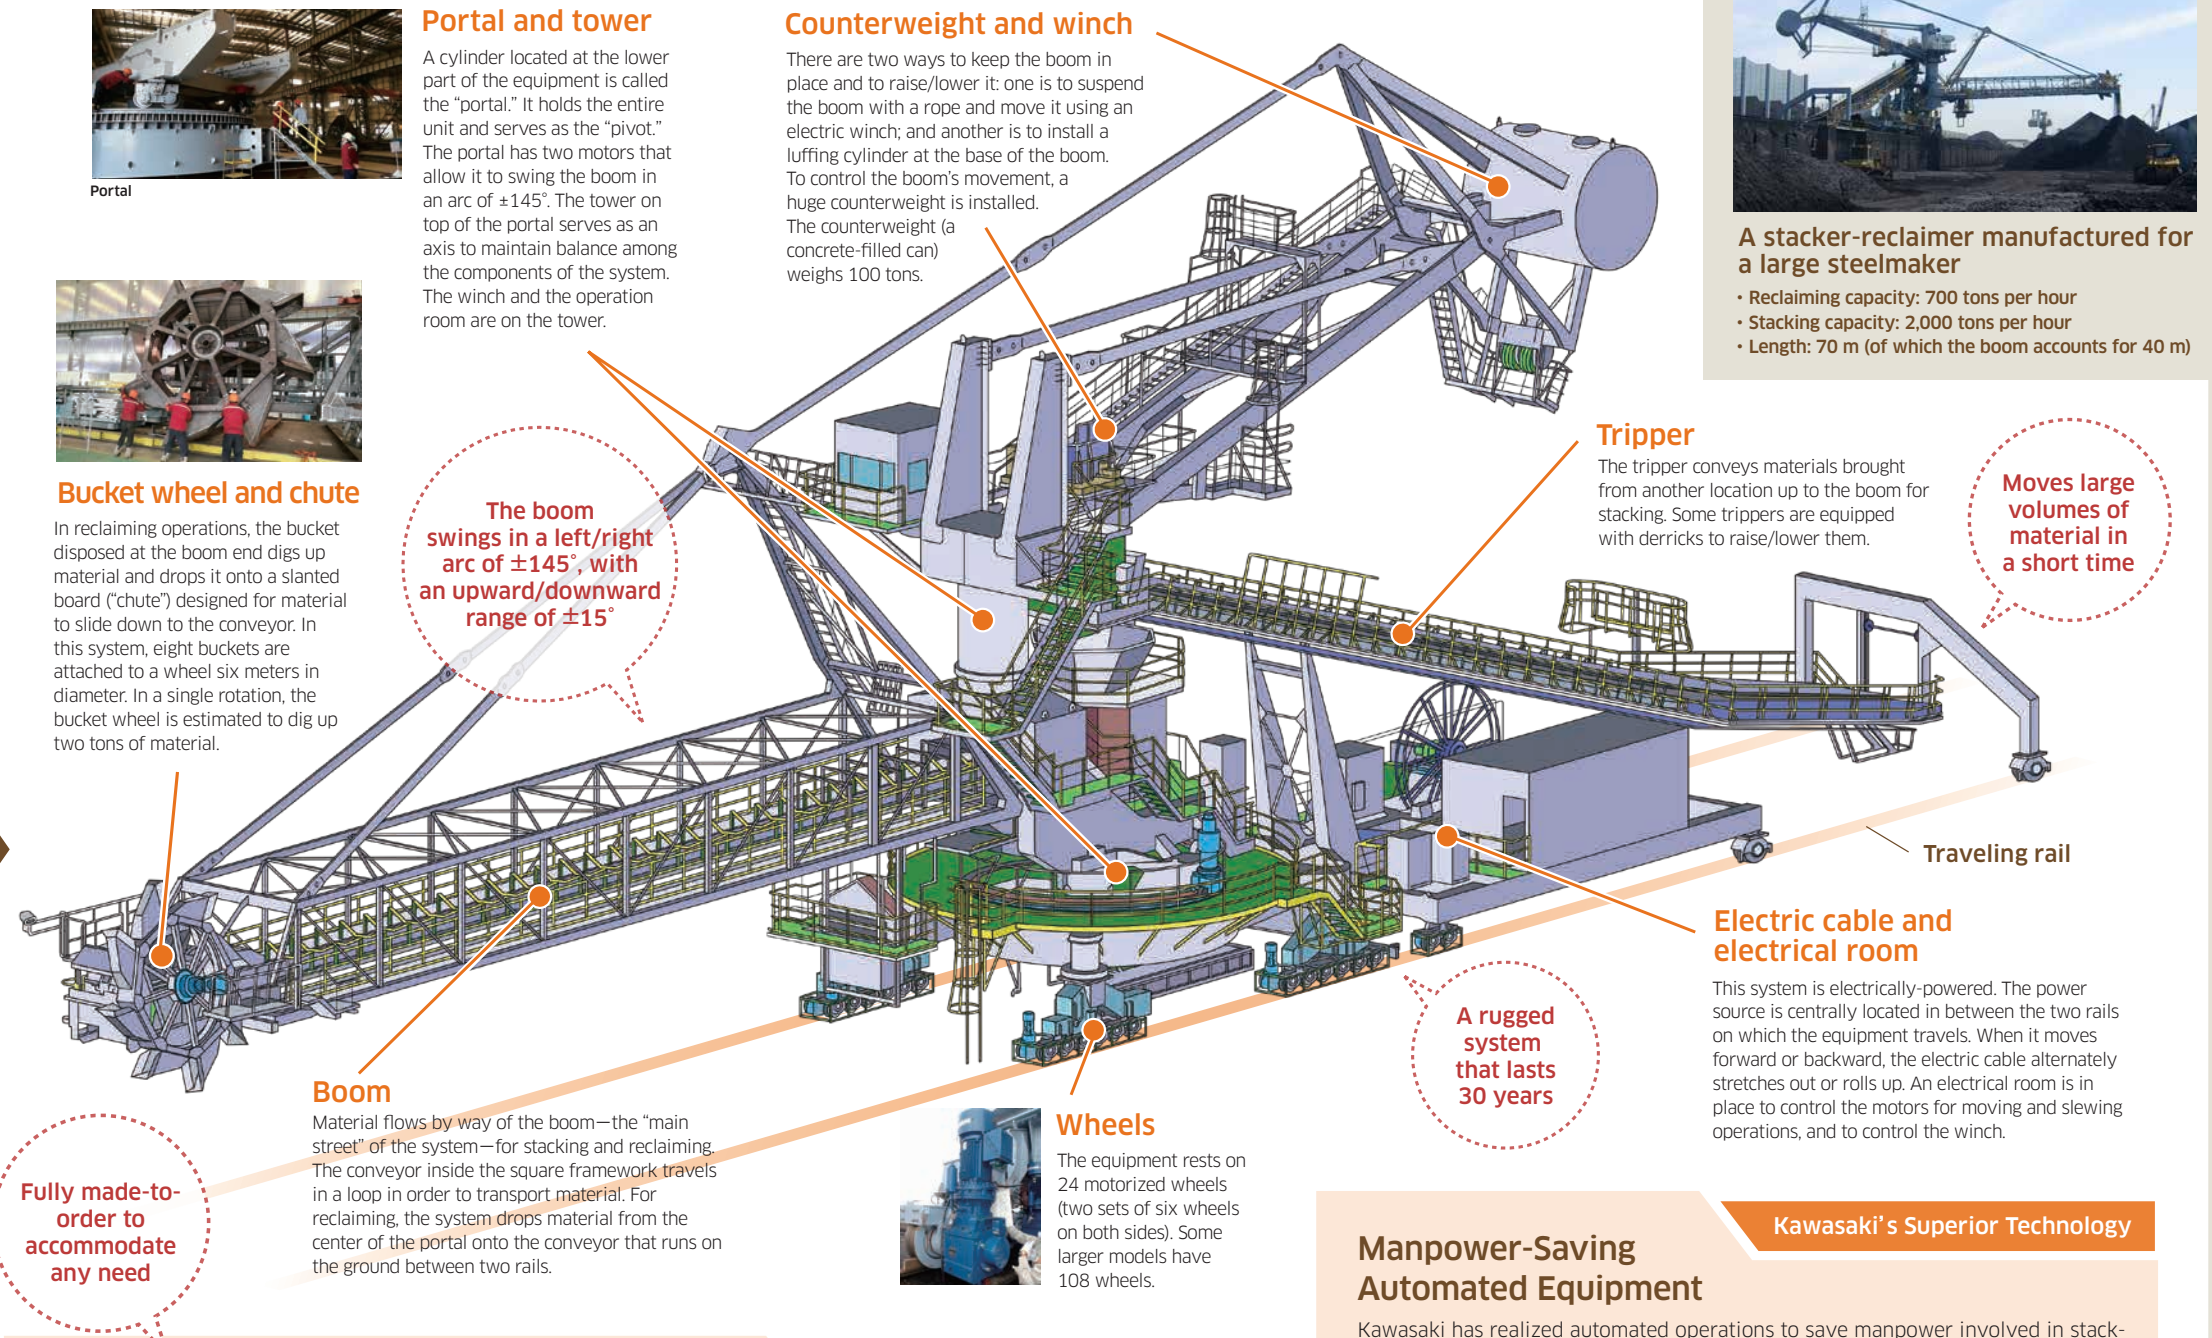 Portal
Portal and tower
A cylinder located at the lower
part of the equipment is called
the “portal.” It holds the entire
unit and serves as the “pivot.”
The portal has two motors that
allow it to swing the boom in
an arc of ±145°. The tower on
top of the portal serves as an
axis to maintain balance among
the components of the system.
The winch and the operation
room are on the tower.
Counterweight and winch
There are two ways to keep the boom in
place and to raise/lower it: one is to suspend
the boom with a rope and move it using an
electric winch; and another is to install a
luffing cylinder at the base of the boom.
To control the boom’s movement, a
huge counterweight is installed.
The counterweight (a
concrete-filled can)
weighs 100 tons.
A stacker-reclaimer manufactured for
a large steelmaker
• Reclaiming capacity: 700 tons per hour
• Stacking capacity: 2,000 tons per hour
• Length: 70 m (of which the boom accounts for 40 m)
Bucket wheel and chute
In reclaiming operations, the bucket
disposed at the boom end digs up
material and drops it onto a slanted
board (“chute”) designed for material
to slide down to the conveyor. In
this system, eight buckets are
attached to a wheel six meters in
diameter. In a single rotation, the
bucket wheel is estimated to dig up
two tons of material.
The boom
swings in a left/right
arc of ±145°, with
an upward/downward
range of ±15°
Tripper
The tripper conveys materials brought
from another location up to the boom for
stacking. Some trippers are equipped
with derricks to raise/lower them.
Moves large
volumes of
material in
a short time
Traveling rail
Electric cable and
electrical room
This system is electrically-powered. The power
source is centrally located in between the two rails
on which the equipment travels. When it moves
forward or backward, the electric cable alternately
stretches out or rolls up. An electrical room is in
place to control the motors for moving and slewing
operations, and to control the winch.
A rugged
system
that lasts
30 years
Boom
Material flows by way of the boom—the “main
street” of the system—for stacking and reclaiming.
The conveyor inside the square framework travels
in a loop in order to transport material. For
reclaiming, the system drops material from the
center of the portal onto the conveyor that runs on
the ground between two rails.
Wheels
The equipment rests on
24 motorized wheels
(two sets of six wheels
on both sides). Some
larger models have
108 wheels.
Fully made-to-
order to
accommodate
any need
Kawasaki’s Superior Technology
Manpower-Saving
Automated Equipment
Kawasaki has realized automated operations to save manpower involved in stack-